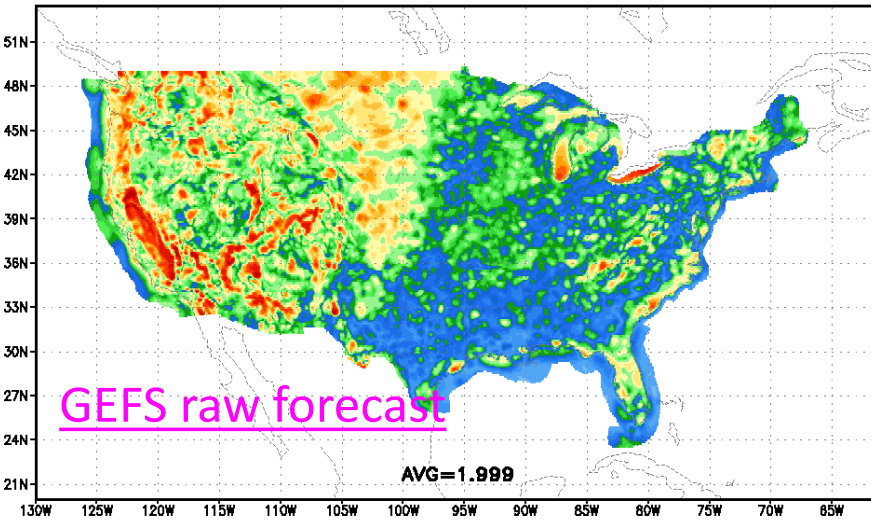 51N
48N
45N
42N
39N
36N
33N
30N
27N
24N
21N
GEFS raw forecast
AVG=1.999
130W 125W 120W 115W 110W 105W 100W 95W 90W 85W 80W 70W 65W